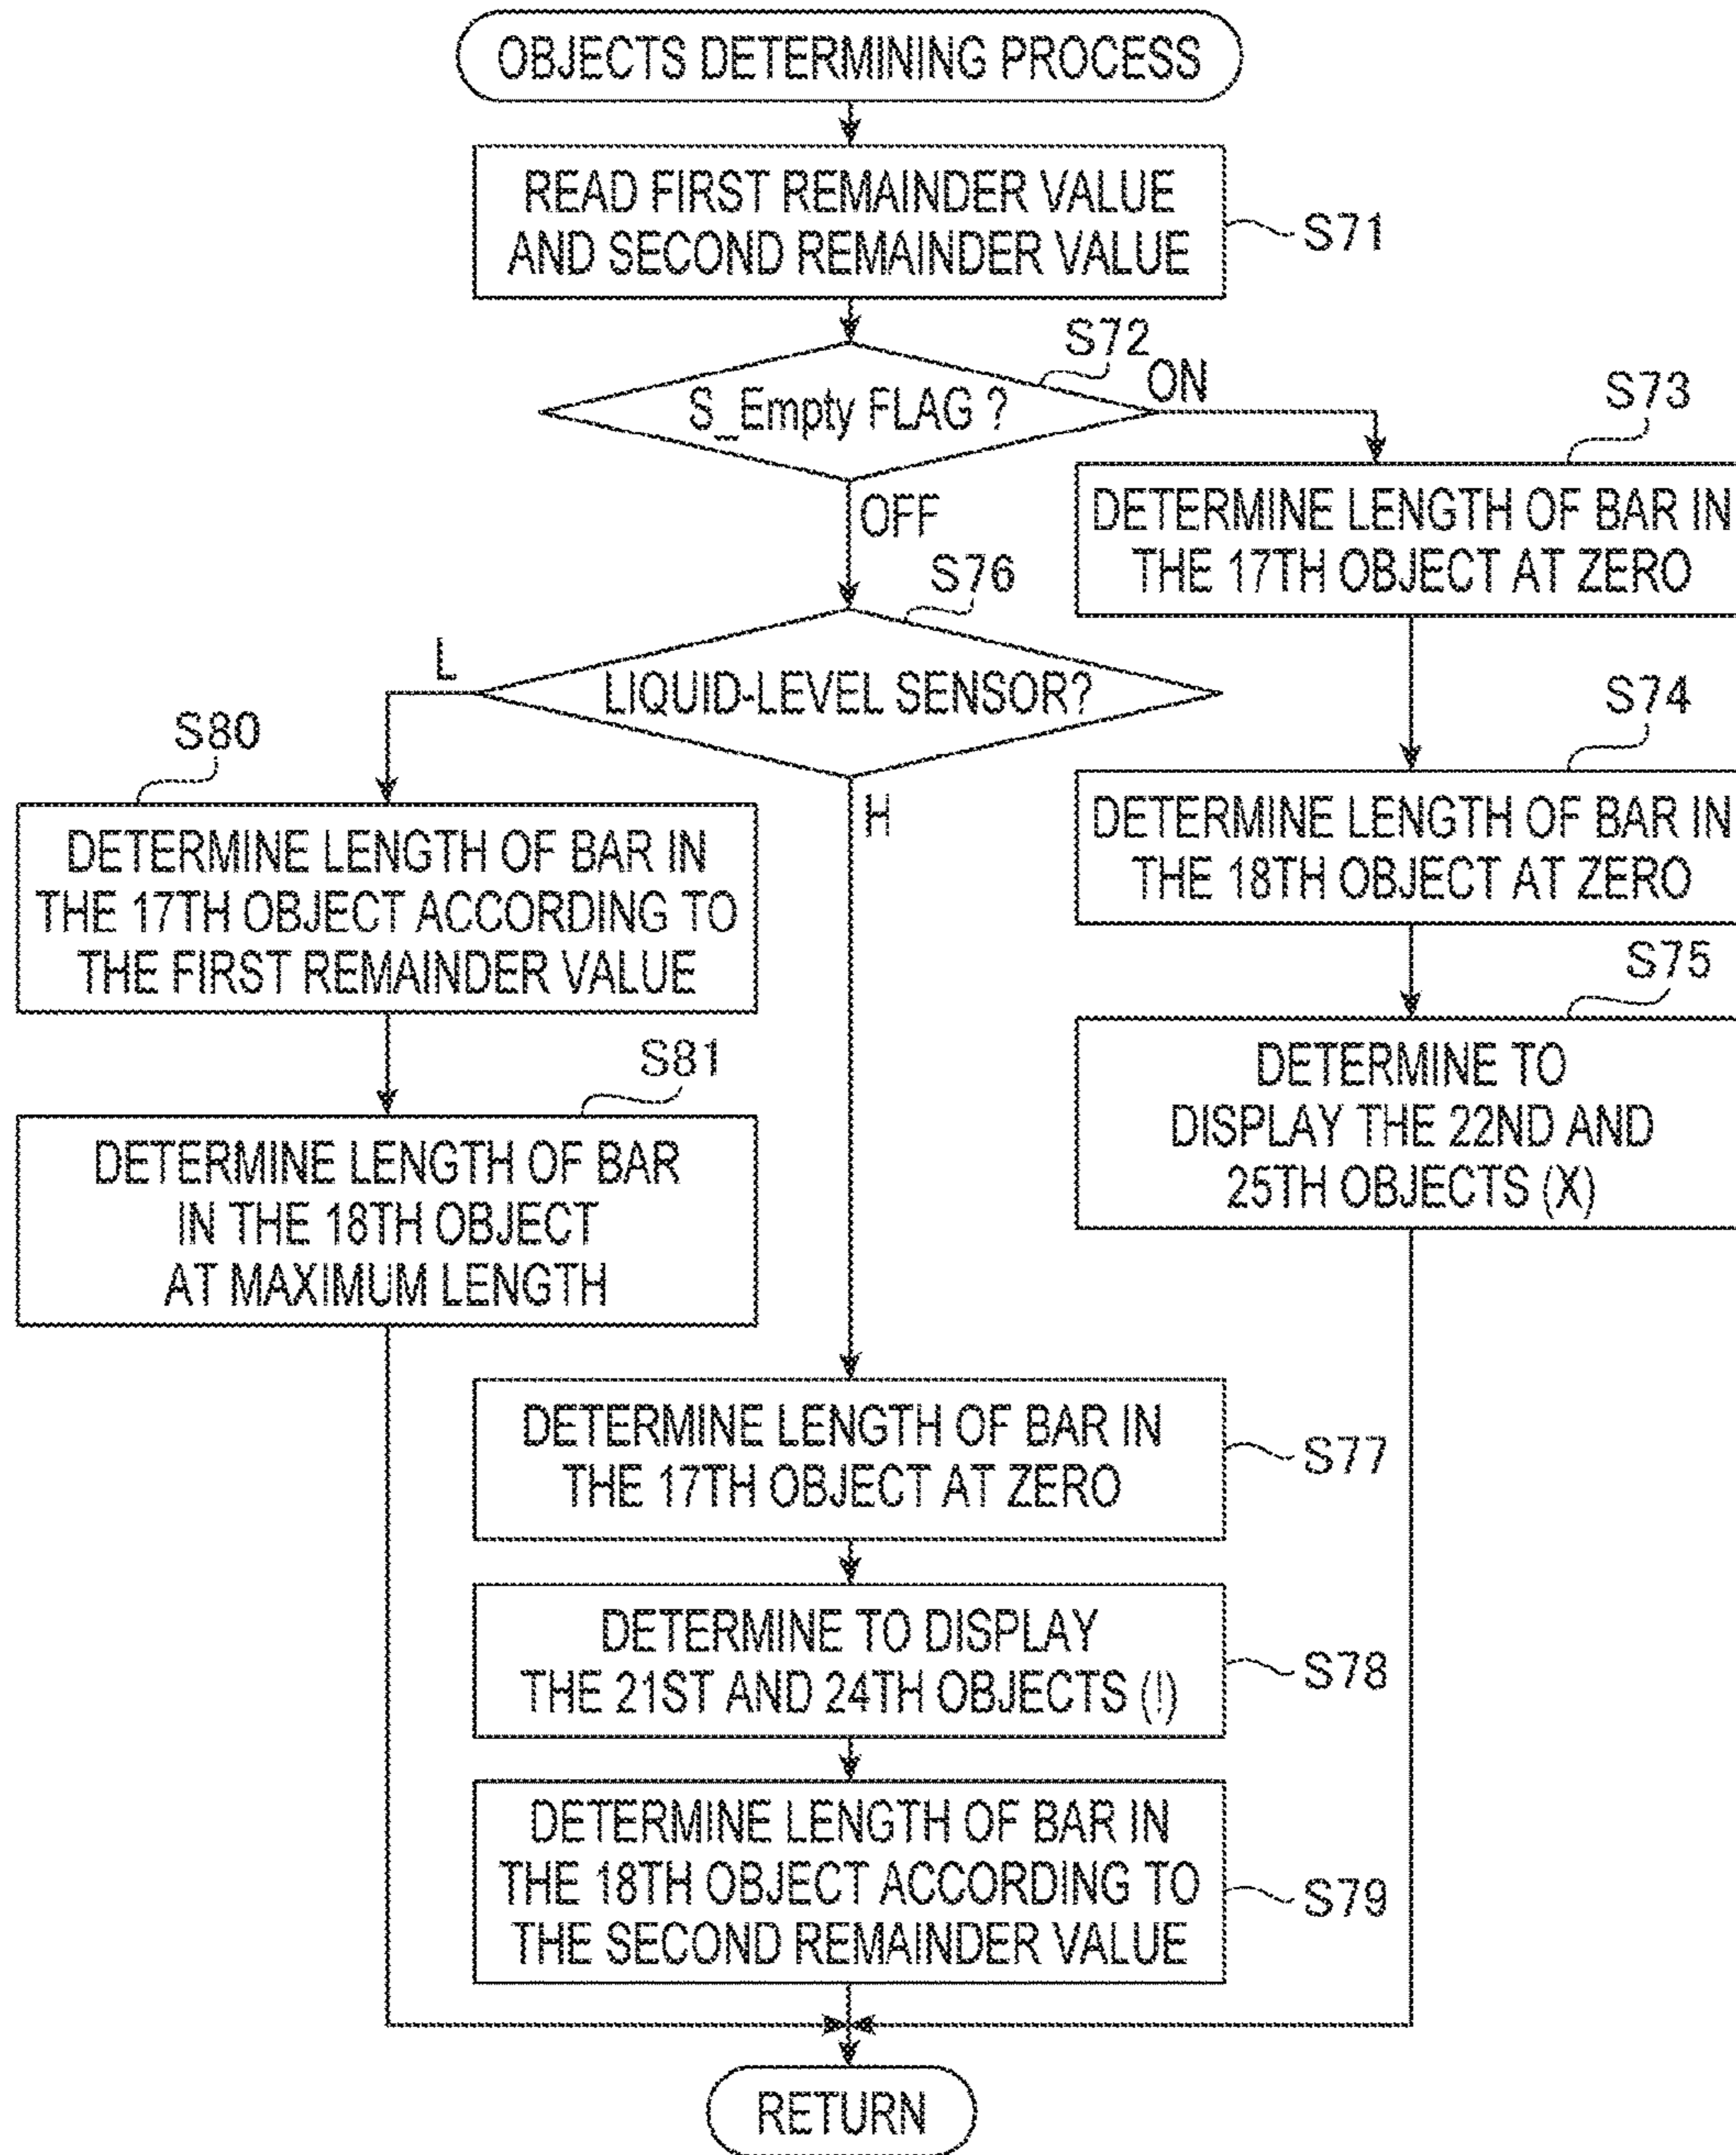 OBJECTS DETERMINING PROCESS
READ FIRST REMAINDER VALUE
AND SECOND REMAINDER VALUE
S71
S72
S_Empty FLAG ?
ON
OFF
S73
DETERMINE LENGTH OF BAR IN
THE 17TH OBJECT AT ZERO
S76
LIQUID-LEVEL SENSOR?
L
H
S74
DETERMINE LENGTH OF BAR IN
THE 18TH OBJECT AT ZERO
S80
DETERMINE LENGTH OF BAR IN
THE 17TH OBJECT ACCORDING TO
THE FIRST REMAINDER VALUE
S75
DETERMINE TO
DISPLAY THE 22ND AND
25TH OBJECTS (X)
S81
DETERMINE LENGTH OF BAR
IN THE 18TH OBJECT
AT MAXIMUM LENGTH
DETERMINE LENGTH OF BAR IN
THE 17TH OBJECT AT ZERO
S77
DETERMINE TO DISPLAY
THE 21ST AND 24TH OBJECTS (!)
S78
DETERMINE LENGTH OF BAR IN
THE 18TH OBJECT ACCORDING TO
THE SECOND REMAINDER VALUE
S79
RETURN